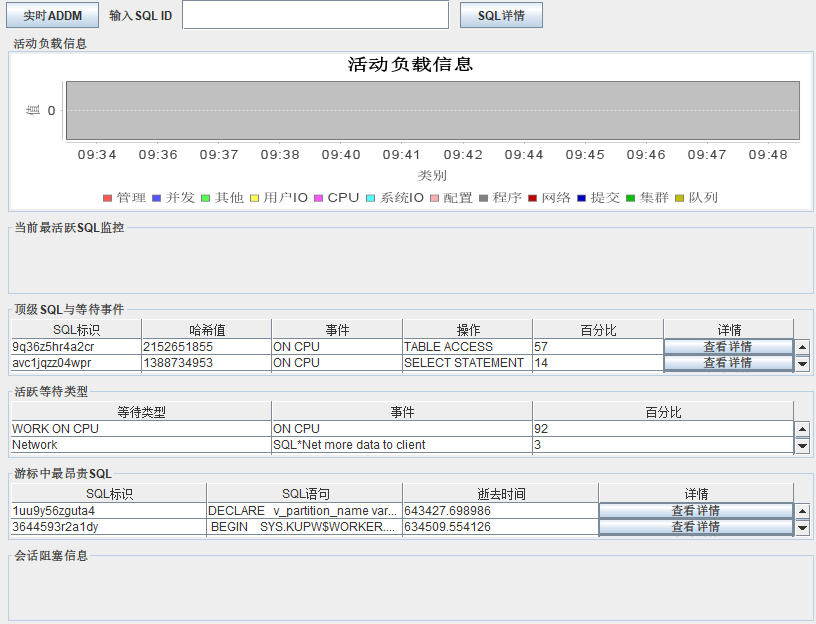 实时ADDM 输入 SQL ID SQL详情
活动负载信息
活动负载信息
值 0
09:34 09:36 09:37 09:38 09:40 09:41 09:42 09:44 09:45 09:46 09:47 09:48
类别
管理 并发 其他 用户IO CPU 系统IO 配置 程序 网络 提交 集群 队列
当前最活跃SQL监控
顶级SQL与等待事件
SQL标识 哈希值 事件 操作 百分比 详情
9q36z5hr4a2cr 2152651855 ON CPU TABLE ACCESS 57 查看详情
avc1jqzz04wpr 1388734953 ON CPU SELECT STATEMENT 14 查看详情
活跃等待类型
等待类型 事件 百分比
WORK ON CPU ON CPU 92
Network SQL*Net more data to client 3
游标中最昂贵SQL
SQL标识 SQL语句 逝去时间 详情
1uu9y56zguta4 DECLARE v_partition_name var... 643427.698986 查看详情
3644593r2a1dy BEGIN SYS.KUPW$WORKER.... 634509.554126 查看详情
会话阻塞信息